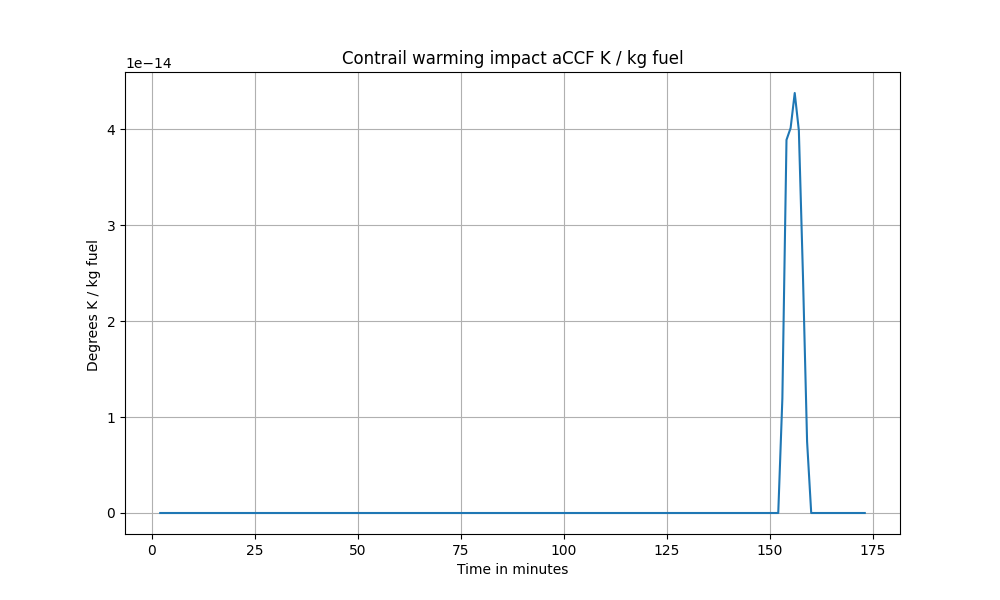 Contrail warming impact aCCF K / kg fuel
1e−14
4
3
2
1
0
Degrees K / kg fuel
0 25 50 75 100 125 150 175
Time in minutes